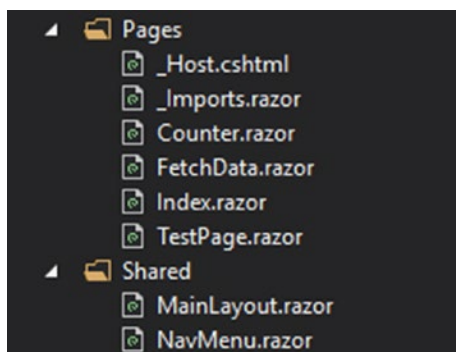 Pages
_Host.cshtml
_Imports.razor
Counter.razor
FetchData.razor
Index.razor
TestPage.razor
Shared
MainLayout.razor
NavMenu.razor